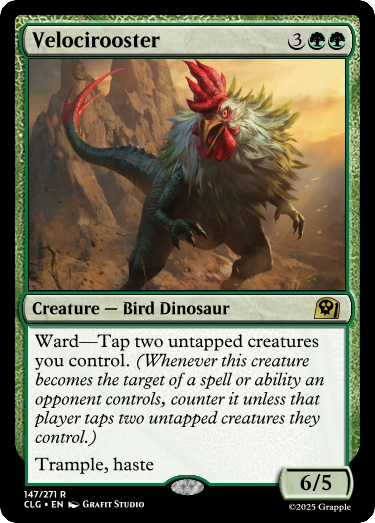 Velocirooster 3
Creature — Bird Dinosaur
Ward—Tap two untapped creatures
you control. (Whenever this creature
becomes the target of a spell or ability an
opponent controls, counter it unless that
player taps two untapped creatures they
control.)
Trample, haste
6/5
147/271 R
CLG • EN Grafit Studio
©2025 Grapple